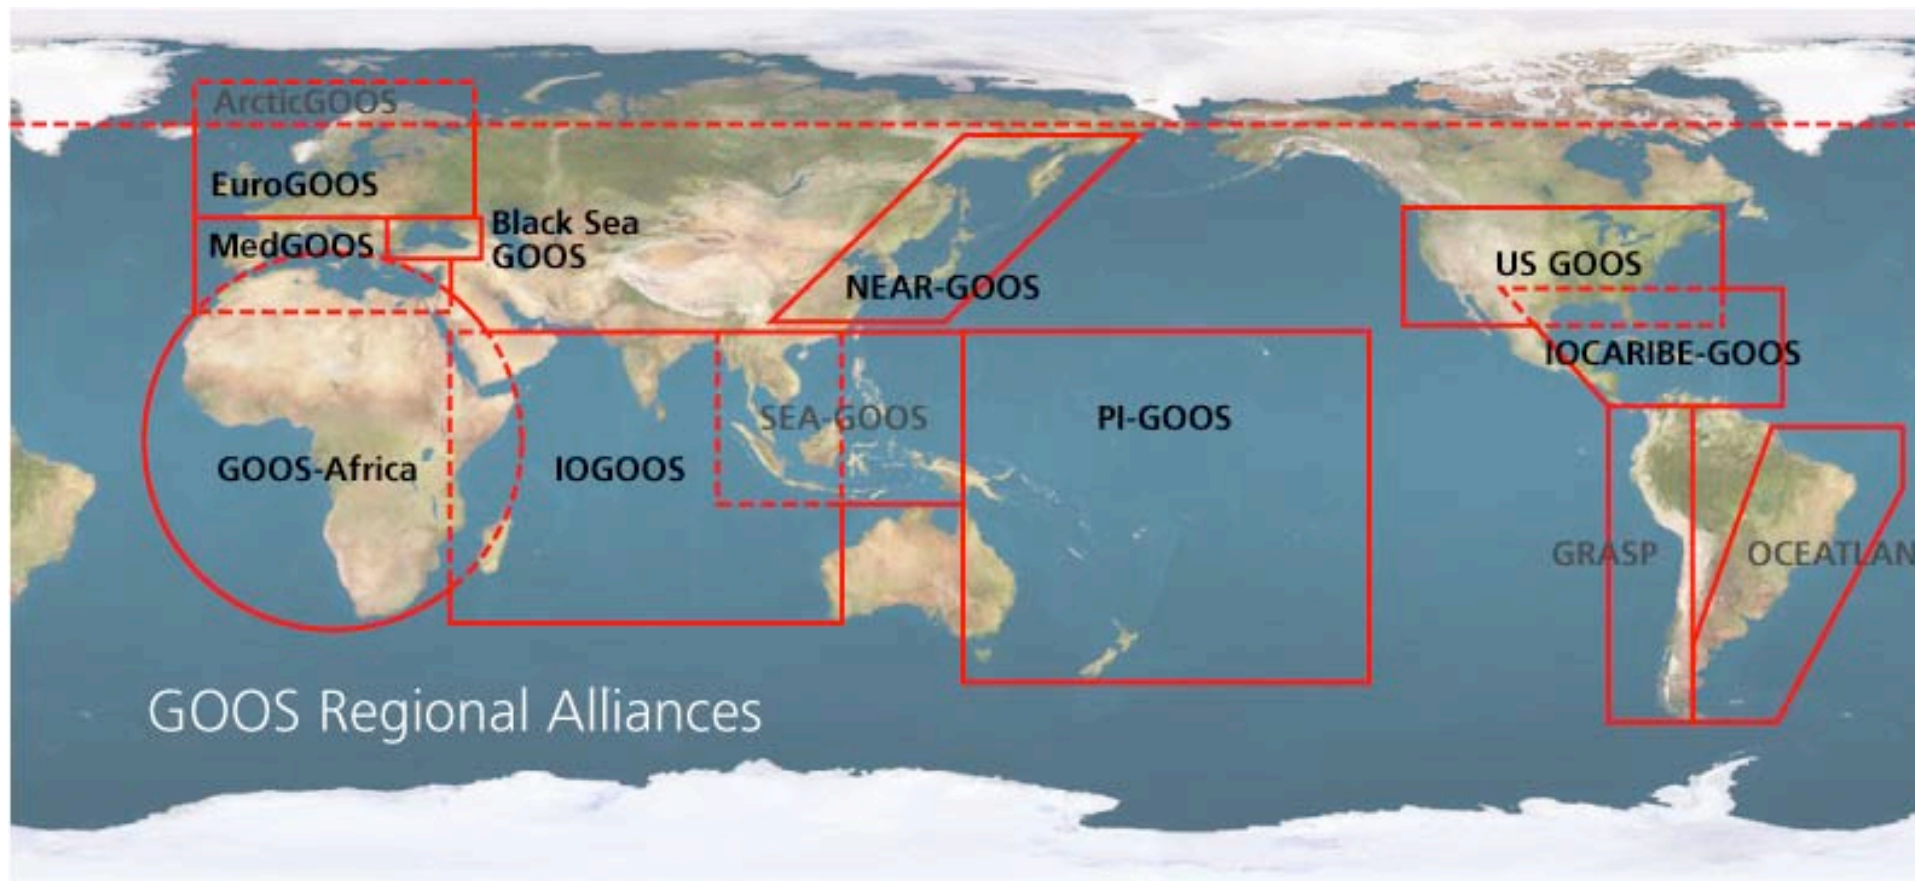 ArcticGOOS
EuroGOOS
MedGOOS
Black Sea
GOOS
NEAR-GOOS
US GOOS
IOCARIBE-GOOS
SEA-GOOS
PI-GOOS
GOOS-Africa
IOGOOS
GRASP
OCEATLAN
GOOS Regional Alliances